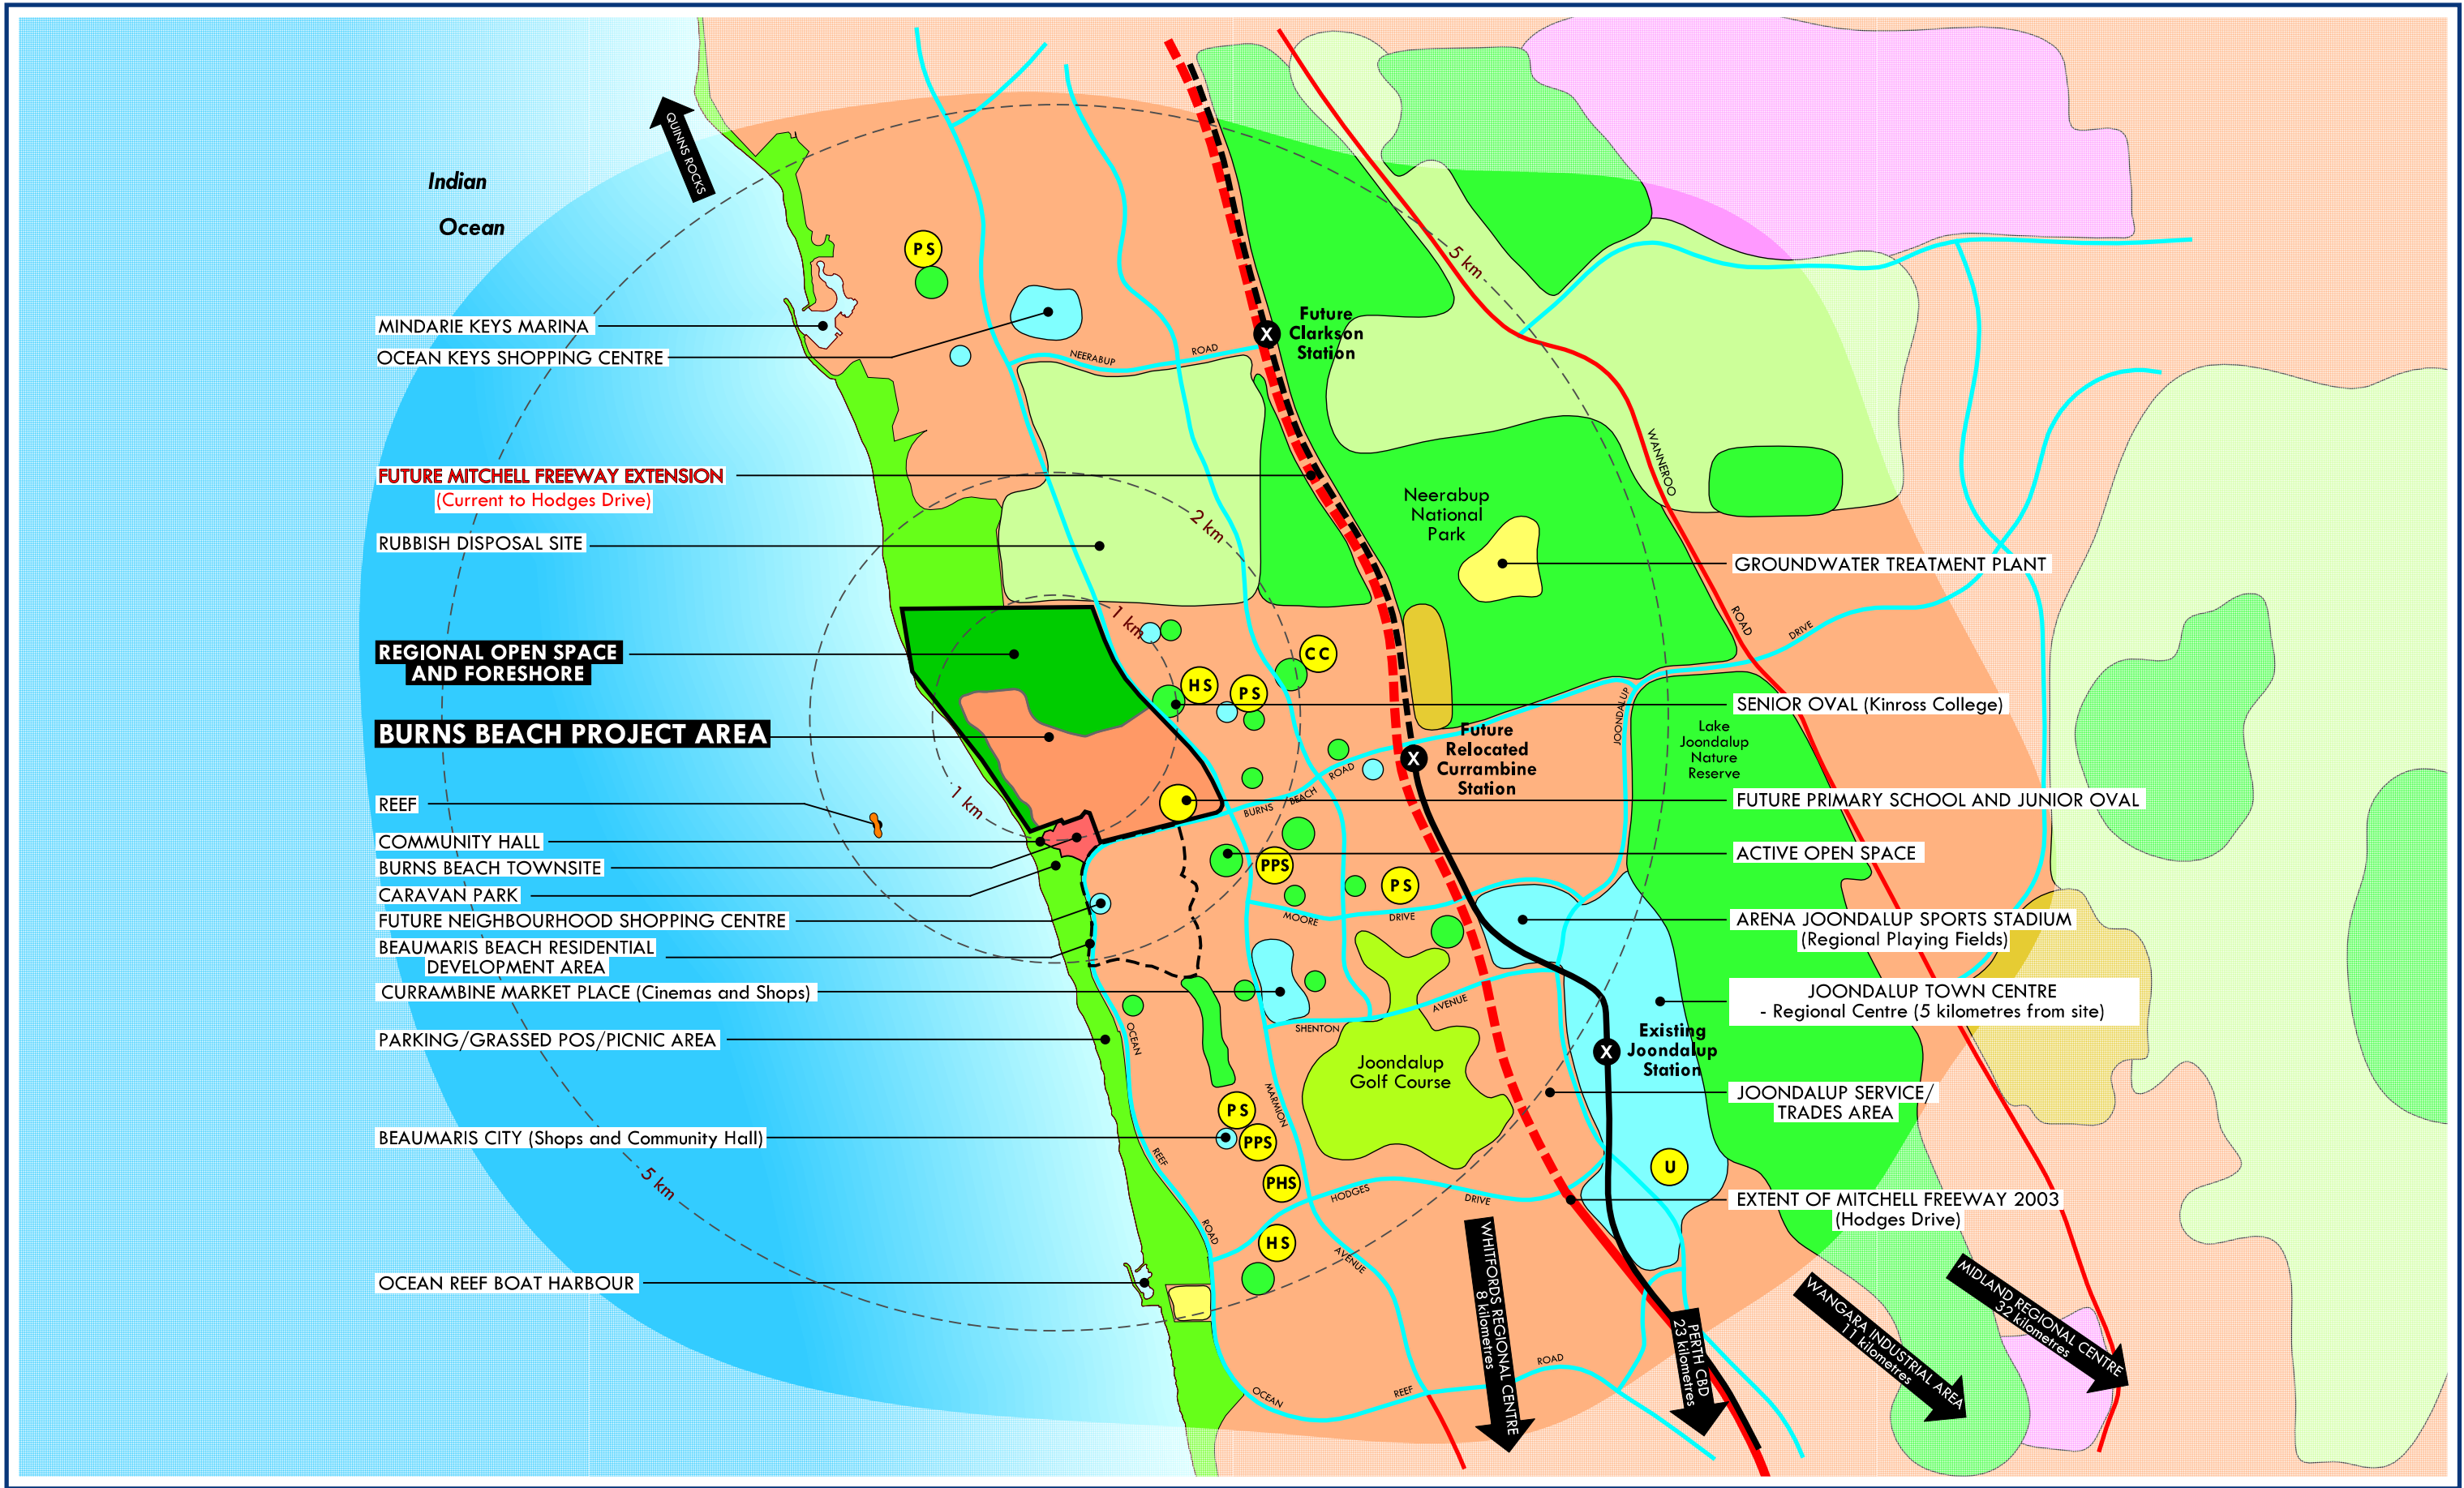 QUINNS ROCKS
Indian
Ocean
PS
5 km
MINDARIE KEYS MARINA
OCEAN KEYS SHOPPING CENTRE
Future
Clarkson
Station
X
NEERABUP
ROAD
FUTURE MITCHELL FREEWAY EXTENSION
(Current to Hodges Drive)
WANNEROO
ROAD
Neerabup
National
Park
2 km
RUBBISH DISPOSAL SITE
GROUNDWATER TREATMENT PLANT
1 km
DRIVE
JOONDALUP
REGIONAL OPEN SPACE
AND FORESHORE
CC
HS
PS
SENIOR OVAL (Kinross College)
BURNS BEACH PROJECT AREA
Future
Relocated
Currambine
Station
X
Lake
Joondalup
Nature
Reserve
REEF
1 km
BURNS
BEACH
ROAD
FUTURE PRIMARY SCHOOL AND JUNIOR OVAL
COMMUNITY HALL
BURNS BEACH TOWNSITE
PPS
PS
ACTIVE OPEN SPACE
CARAVAN PARK
FUTURE NEIGHBOURHOOD SHOPPING CENTRE
MOORE
DRIVE
ARENA JOONDALUP SPORTS STADIUM
(Regional Playing Fields)
BEAUMARIS BEACH RESIDENTIAL
DEVELOPMENT AREA
CURRAMBINE MARKET PLACE (Cinemas and Shops)
JOONDALUP TOWN CENTRE
- Regional Centre (5 kilometres from site)
SHENTON
AVENUE
PARKING/GRASSED POS/PICNIC AREA
OCEAN
REEF
ROAD
Existing
Joondalup
Station
X
Joondalup
Golf Course
MARMION
AVENUE
JOONDALUP SERVICE/
TRADES AREA
PS
BEAUMARIS CITY (Shops and Community Hall)
PPS
U
5 km
PHS
HODGES
DRIVE
EXTENT OF MITCHELL FREEWAY 2003
(Hodges Drive)
HS
OCEAN REEF BOAT HARBOUR
WHITFORDS REGIONAL CENTRE
8 kilometres
PERTH CBD
23 kilometres
WANGARA INDUSTRIAL AREA
11 kilometres
MIDLAND REGIONAL CENTRE
32 kilometres
OCEAN
REEF
ROAD